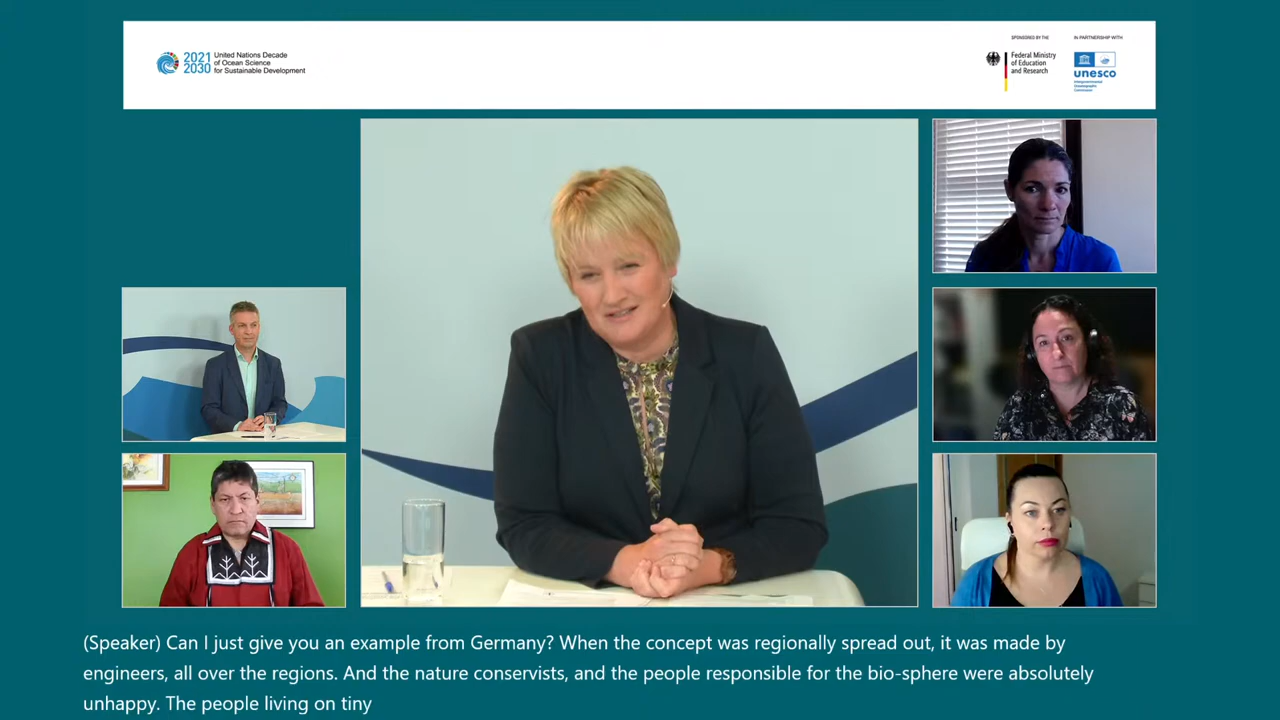 2021
2030
United Nations Decade
of Ocean Science
for Sustainable Development
SPONSORED BY THE
Federal Ministry
of Education
and Research
IN PARTNERSHIP WITH
unesco
Intergovernmental
Oceanographic
Commission
(Speaker) Can I just give you an example from Germany? When the concept was regionally spread out, it was made by
engineers, all over the regions. And the nature conservists, and the people responsible for the bio-sphere were absolutely
unhappy. The people living on tiny